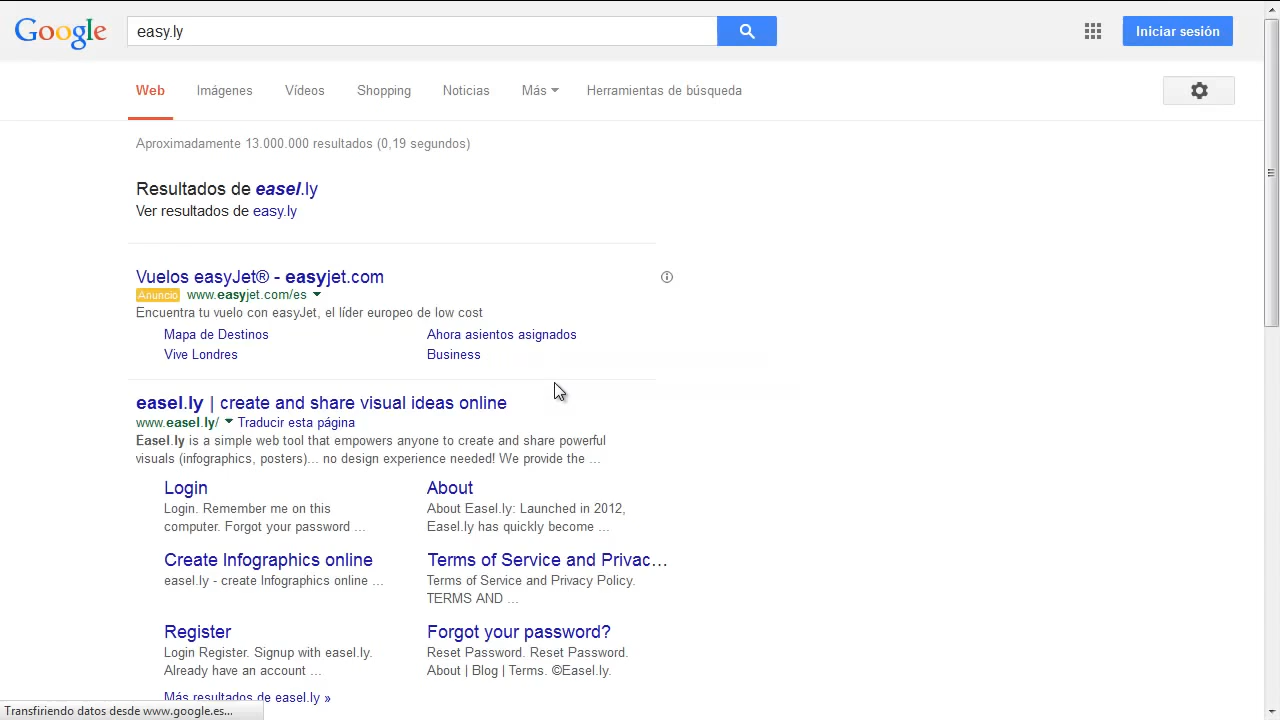 Google
easy.ly
Iniciar sesión
Web Imágenes Vídeos Shopping Noticias Más Herramientas de búsqueda
Aproximadamente 13.000.000 resultados (0,19 segundos)
Resultados de easel.ly
Ver resultados de easy.ly
Vuelos easyJet® - easyjet.com
Anuncio www.easyjet.com/es
Encuentra tu vuelo con easyJet, el líder europeo de low cost
Mapa de Destinos Ahora asientos asignados
Vive Londres Business
easel.ly | create and share visual ideas online
www.easel.ly/ Traducir esta página
Easel.ly is a simple web tool that empowers anyone to create and share powerful
visuals (infographics, posters)... no design experience needed! We provide the ...
Login
Login. Remember me on this
computer. Forgot your password ...
About
About Easel.ly: Launched in 2012,
Easel.ly has quickly become ...
Create Infographics online
easel.ly - create Infographics online ...
Terms of Service and Privac...
Terms of Service and Privacy Policy.
TERMS AND ...
Register
Login Register. Signup with easel.ly.
Already have an account ...
Forgot your password?
Reset Password. Reset Password.
About | Blog | Terms. ©Easel.ly.
Más resultados de easel.ly »
Transfiriendo datos desde www.google.es...